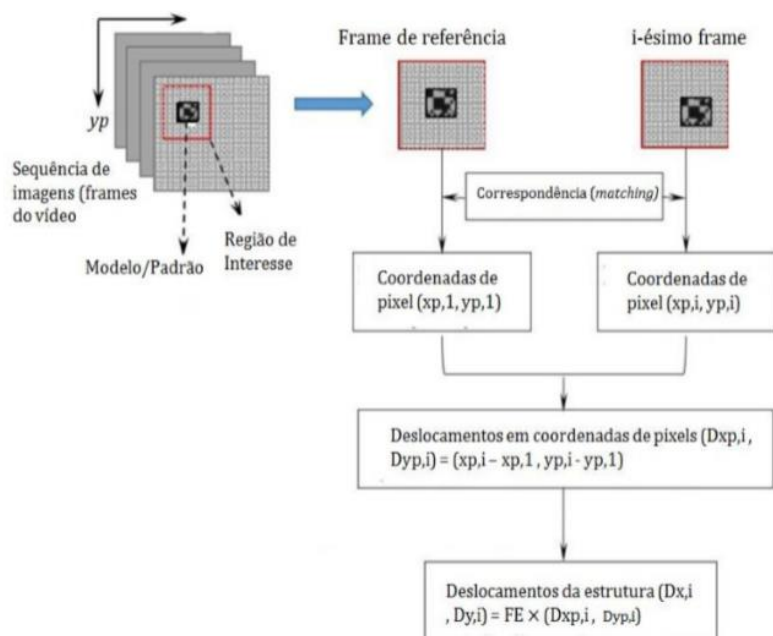 Frame de referência
i-ésimo frame
yp
Sequência de
imagens (frames
do vídeo
Região de
Interesse
Modelo/Padrão
Correspondência (matching)
Coordenadas de
pixel (xp,1, yp,1)
Coordenadas de
pixel (xp,i, yp,i)
Deslocamentos em coordenadas de pixels (Dxp,i ,
Dyp,i) = (xp,i – xp,1 , yp,i - yp,1)
Deslocamentos da estrutura (Dx,i
, Dy,i) = FE × (Dxp,i , Dyp,i)